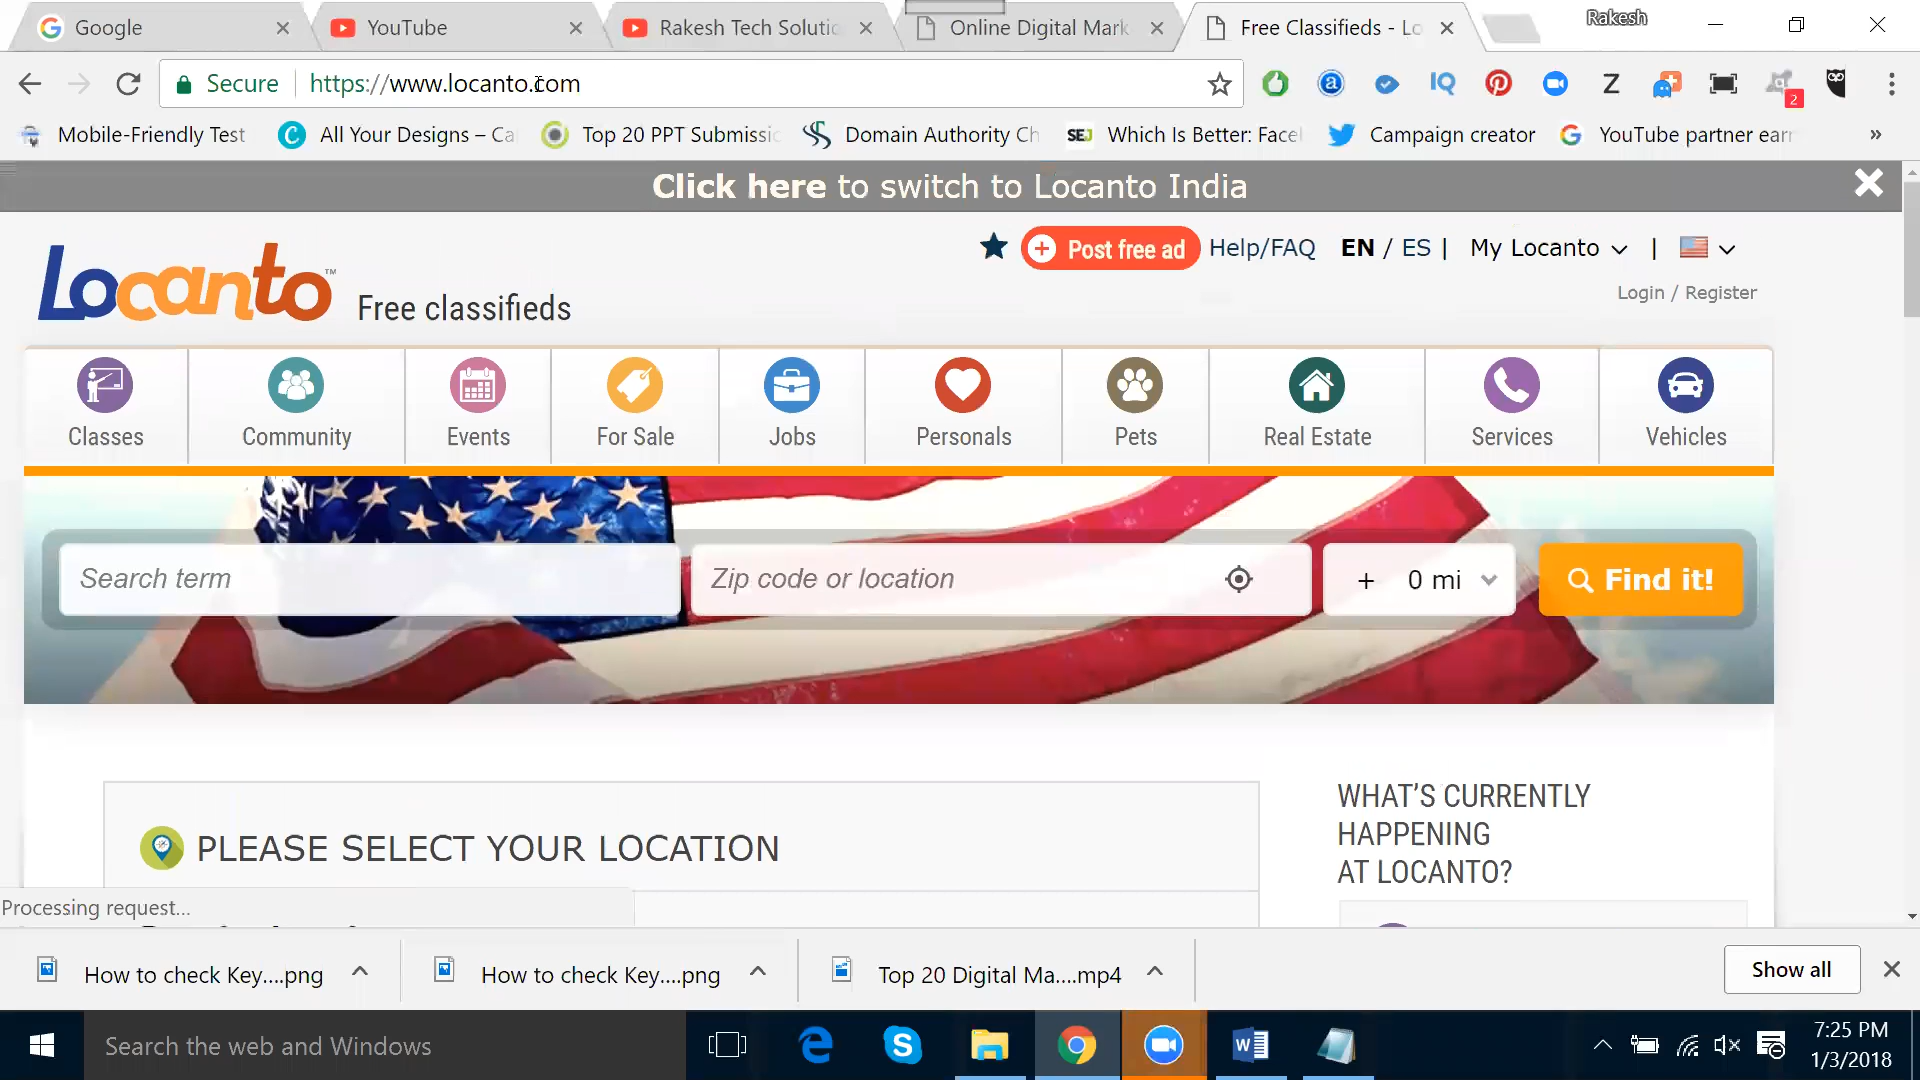 Google
YouTube
Rakesh Tech Solutio
Online Digital Mark
Free Classifieds - Lo
Rakesh
Secure
https://www.locanto.com
2
Mobile-Friendly Test
All Your Designs – Ca
Top 20 PPT Submissic
Domain Authority Ch
SEJ
Which Is Better: Facel
Campaign creator
YouTube partner earr
»
Click here to switch to Locanto India
Post free ad
Help/FAQ
EN / ES |
My Locanto
|
Locanto™
Free classifieds
Login / Register
Classes
Community
Events
For Sale
Jobs
Personals
Pets
Real Estate
Services
Vehicles
Search term
Zip code or location
+ 0 mi
Find it!
PLEASE SELECT YOUR LOCATION
WHAT'S CURRENTLY
HAPPENING
AT LOCANTO?
Processing request...
How to check Key....png
How to check Key....png
Top 20 Digital Ma....mp4
Show all
Search the web and Windows
7:25 PM
1/3/2018